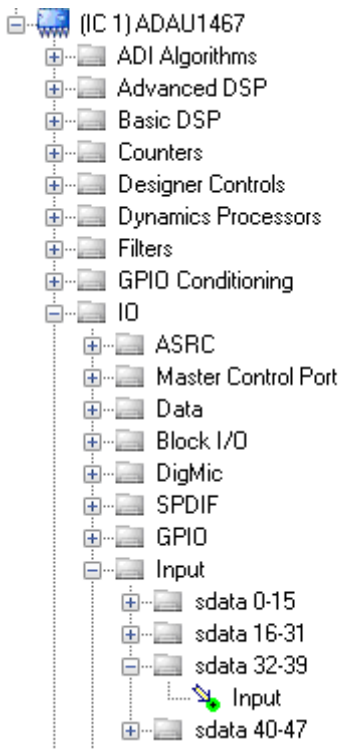 (IC 1) ADAU1467
ADI Algorithms
Advanced DSP
Basic DSP
Counters
Designer Controls
Dynamics Processors
Filters
GPIO Conditioning
IO
ASRC
Master Control Port
Data
Block I/O
DigMic
SPDIF
GPIO
Input
sdata 0-15
sdata 16-31
sdata 32-39
Input
sdata 40-47